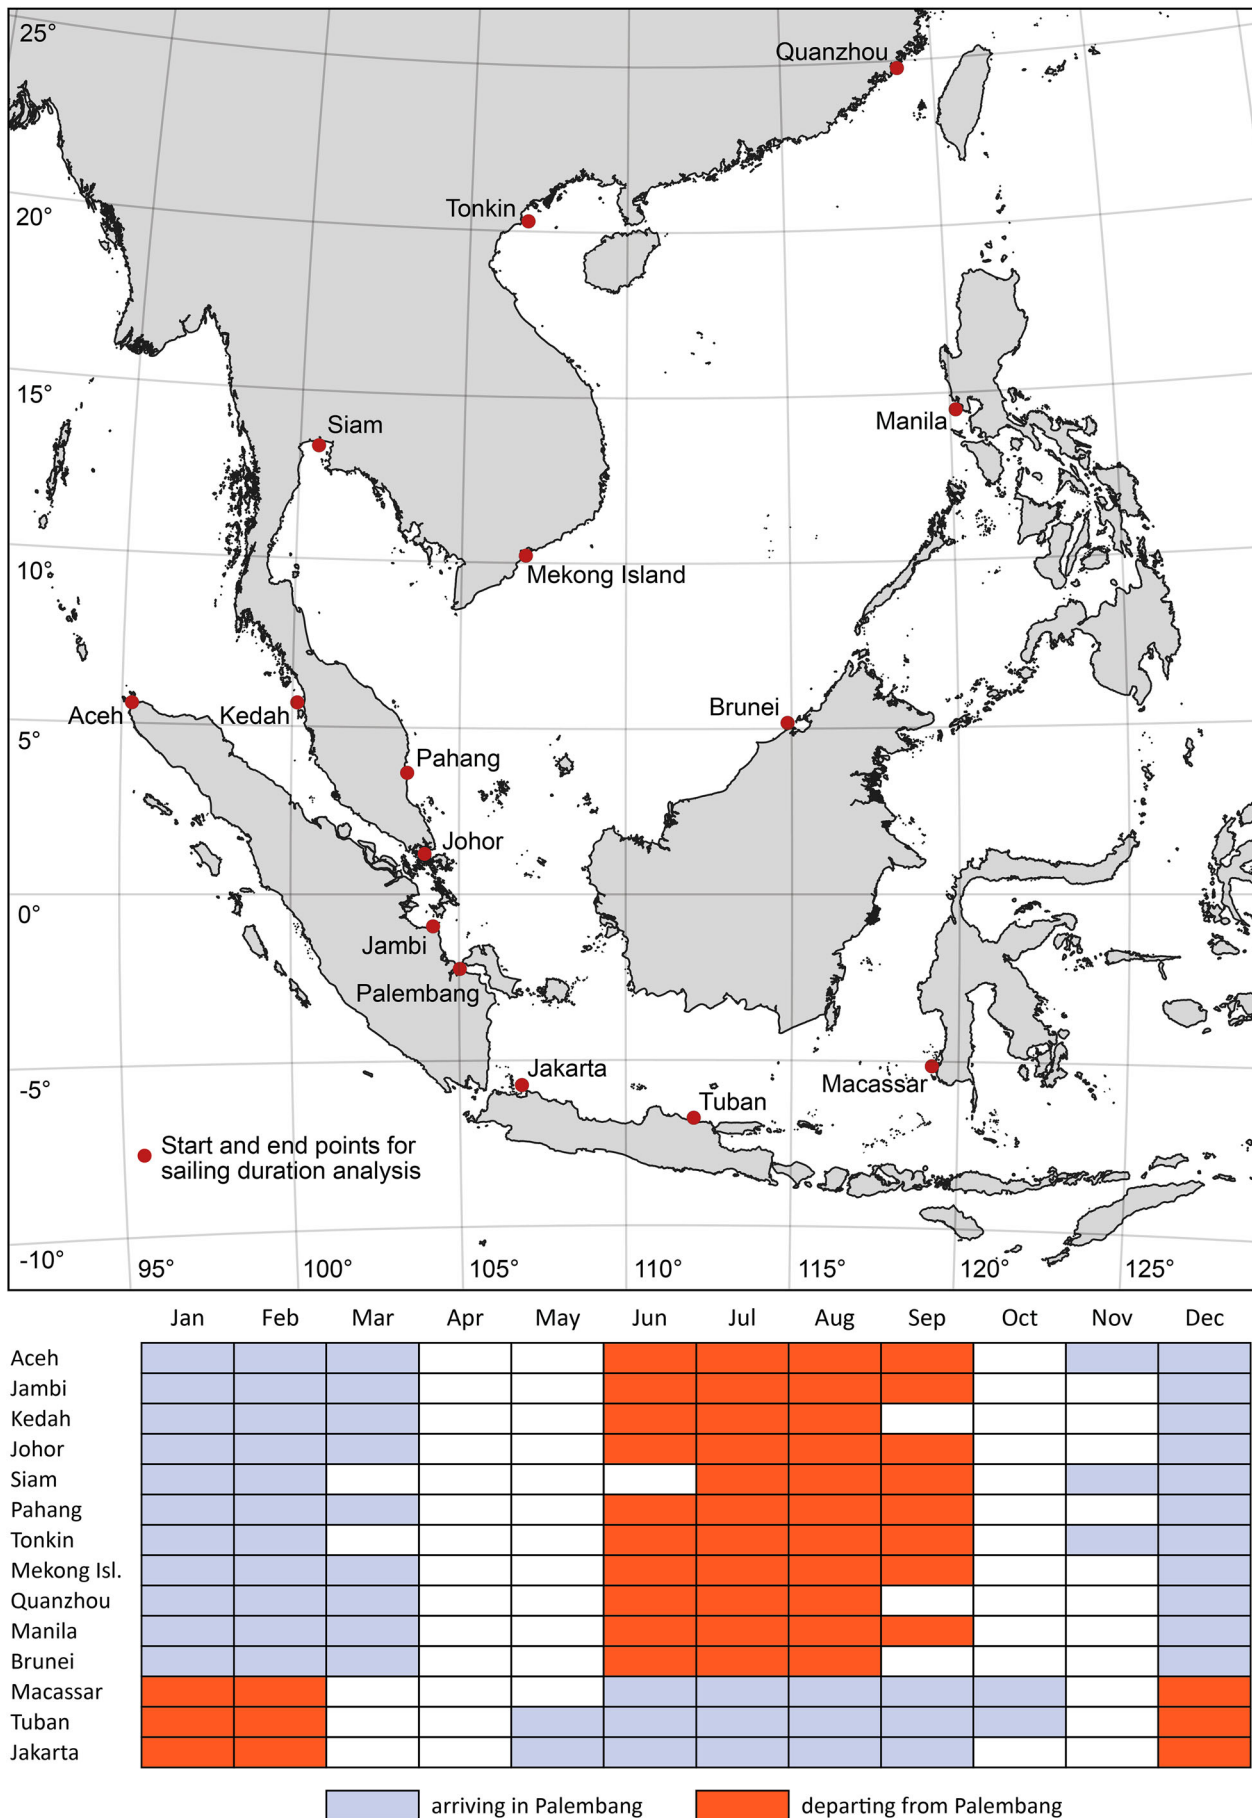 25°
Quanzhou
20°
Tonkin
15°
Siam
Manila
10°
Mekong Island
Aceh
Kedah
Brunei
5°
Pahang
Johor
0°
Jambi
Palembang
Jakarta
-5°
Macassar
Tuban
Start and end points for
sailing duration analysis
-10°
95° 100° 105° 110° 115° 120° 125°
Jan Feb Mar Apr May Jun Jul Aug Sep Oct Nov Dec
Aceh
Jambi
Kedah
Johor
Siam
Pahang
Tonkin
Mekong Isl.
Quanzhou
Manila
Brunei
Macassar
Tuban
Jakarta
arriving in Palembang departing from Palembang